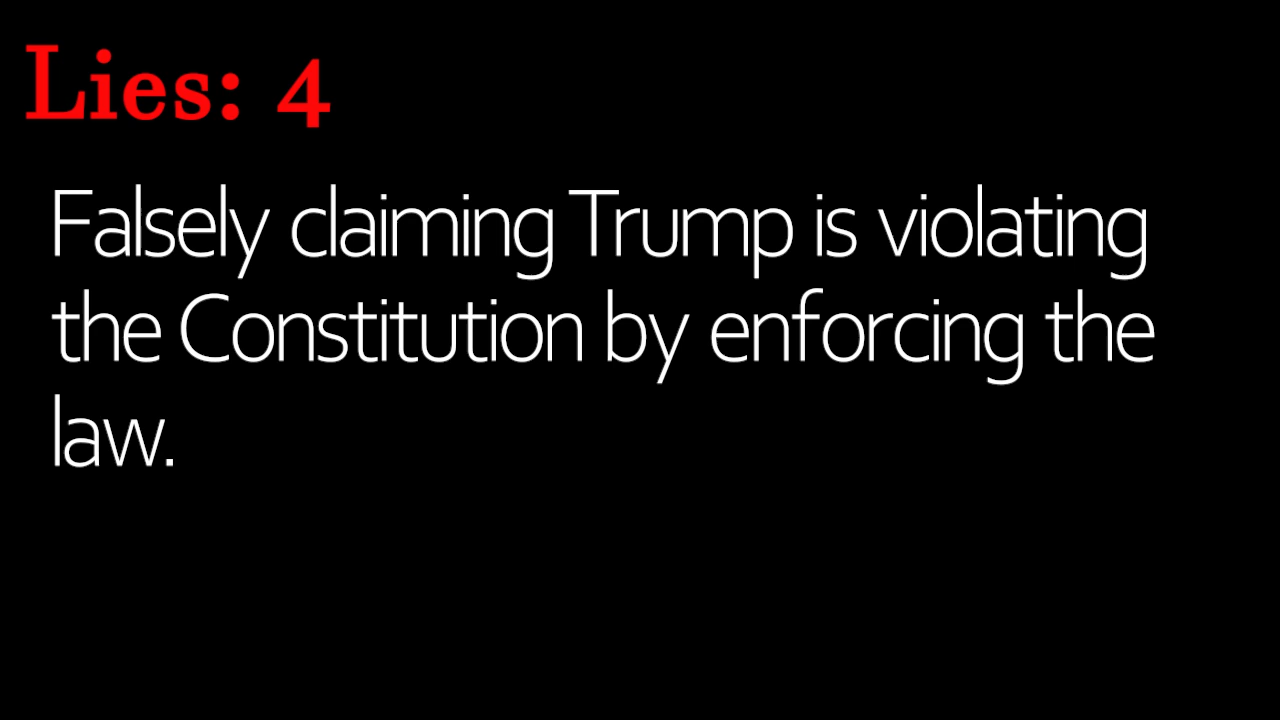 Lies: 4
Falsely claiming Trump is violating
the Constitution by enforcing the
law.